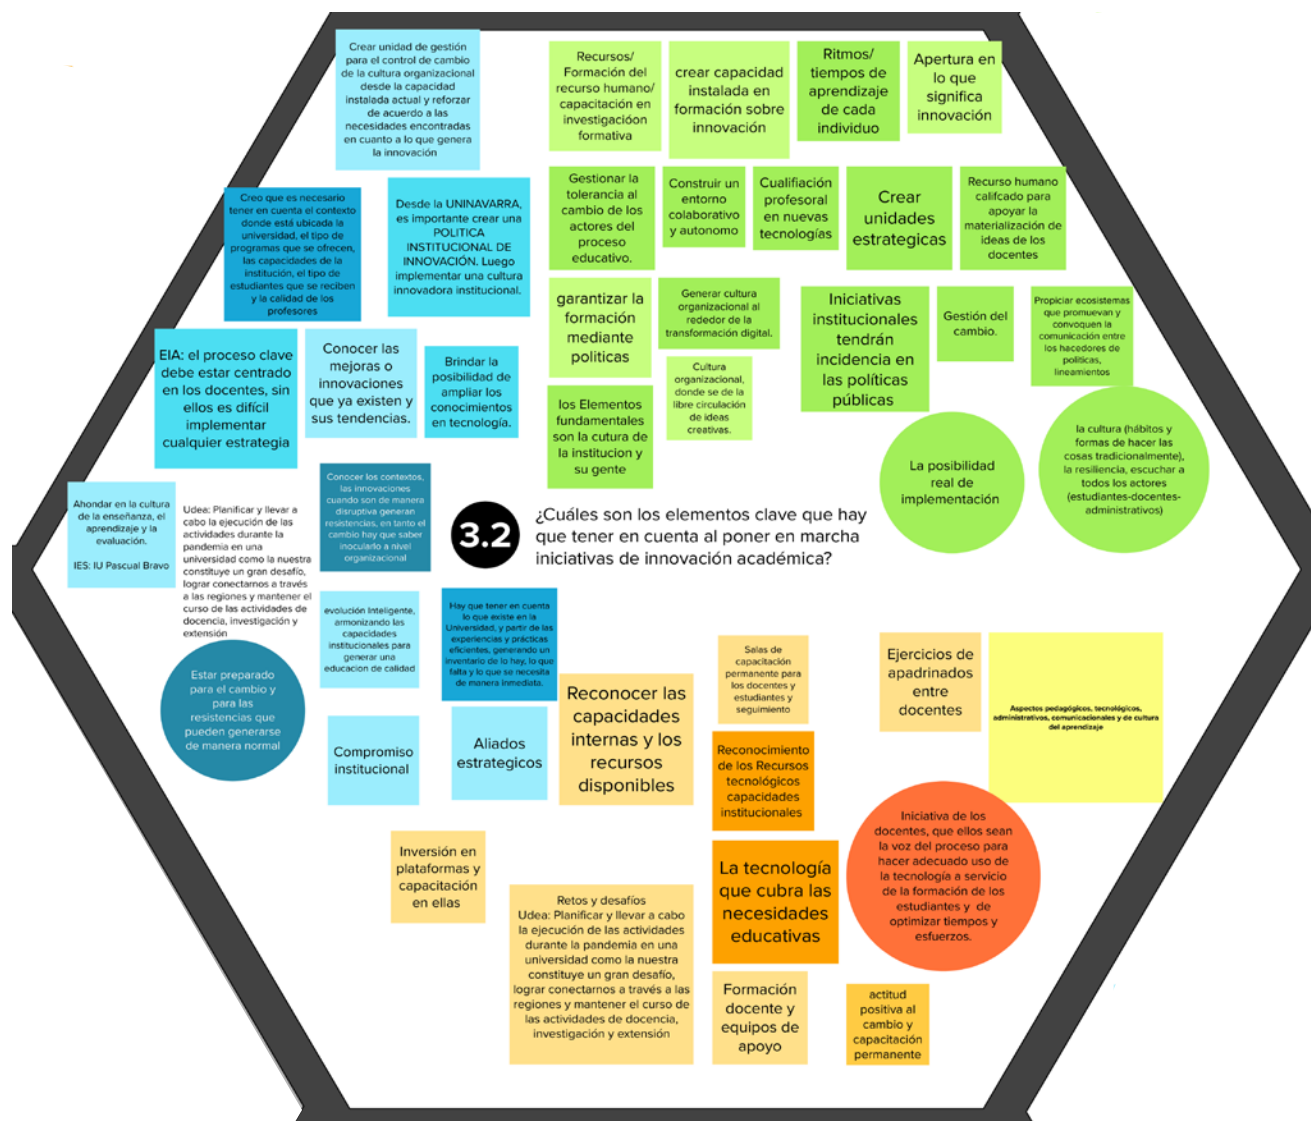 Crear unidad de gestión
para el control de cambio
de la cultura organizacional
desde la capacidad
instalada actual y reforzar
de acuerdo a las
necesidades encontradas
en cuanto a lo que genera
la innovación
Recursos/
Formación del
recurso humano/
capacitación en
investigacióon
formativa
crear capacidad
instalada en
formación sobre
innovación
Ritmos/
tiempos de
aprendizaje
de cada
individuo
Apertura en
lo que
significa
innovación
Creo que es necesario
tener en cuenta el contexto
donde está ubicada la
universidad, el tipo de
programas que se ofrecen,
las capacidades de la
institución, el tipo de
estudiantes que se reciben
y la calidad de los
profesores
Desde la UNINAVARRA,
es importante crear una
POLITICA
INSTITUCIONAL DE
INNOVACIÓN. Luego
implementar una cultura
innovadora institucional.
Gestionar la
tolerancia al
cambio de los
actores del
proceso
educativo.
Construir un
entorno
colaborativo
y autonomo
Cualifiación
profesoral
en nuevas
tecnologías
Crear
unidades
estrategicas
Recurso humano
califcado para
apoyar la
materialización de
ideas de los
docentes
garantizar la
formación
mediante
politicas
Generar cultura
organizacional al
rededor de la
transformación digital.
Iniciativas
institucionales
tendrán
incidencia en
las políticas
públicas
Gestión del
cambio.
Propiciar ecosistemas
que promuevan y
convoquen la
comunicación entre
los hacedores de
políticas,
lineamientos
EIA: el proceso clave
debe estar centrado
en los docentes, sin
ellos es difícil
implementar
cualquier estrategia
Conocer las
mejoras o
innovaciones
que ya existen y
sus tendencias.
Brindar la
posibilidad de
ampliar los
conocimientos
en tecnología.
Cultura
organizacional,
donde se de la
libre circulación
de ideas
creativas.
los Elementos
fundamentales
son la cutura de
la institucion y
su gente
La posibilidad
real de
implementación
la cultura (hábitos y
formas de hacer las
cosas tradicionalmente),
la resiliencia, escuchar a
todos los actores
(estudiantes-docentes-
administrativos)
Ahondar en la cultura
de la enseñanza, el
aprendizaje y la
evaluación.
IES: IU Pascual Bravo
Udea: Planificar y llevar a
cabo la ejecución de las
actividades durante la
pandemia en una
universidad como la nuestra
constituye un gran desafío,
lograr conectarnos a través
a las regiones y mantener el
curso de las actividades de
docencia, investigación y
extensión
Conocer los contextos,
las innovaciones
cuando son de manera
disruptiva generan
resistencias, en tanto el
cambio hay que saber
inocularlo a nivel
organizacional
3.2
¿Cuáles son los elementos clave que hay
que tener en cuenta al poner en marcha
iniciativas de innovación académica?
evolución Inteligente,
armonizando las
capacidades
institucionales para
generar una
educacion de calidad
Hay que tener en cuenta
lo que existe en la
Universidad, y partir de las
experiencias y prácticas
eficientes, generando un
inventario de lo hay, lo que
falta y lo que se necesita
de manera inmediata.
Estar preparado
para el cambio y
para las
resistencias que
pueden generarse
de manera normal
Compromiso
institucional
Aliados
estrategicos
Reconocer las
capacidades
internas y los
recursos
disponibles
Salas de
capacitación
permanente para
los docentes y
estudiantes y
seguimiento
Ejercicios de
apadrinados
entre
docentes
Aspectos pedagógicos, tecnológicos,
administrativos, comunicacionales y de cultura
del aprendizaje
Reconocimiento
de los Recursos
tecnológicos
capacidades
institucionales
Iniciativa de los
docentes, que ellos sean
la voz del proceso para
hacer adecuado uso de
la tecnología a servicio
de la formación de los
estudiantes y de
optimizar tiempos y
esfuerzos.
Inversión en
plataformas y
capacitación
en ellas
La tecnología
que cubra las
necesidades
educativas
Retos y desafíos
Udea: Planificar y llevar a cabo
la ejecución de las actividades
durante la pandemia en una
universidad como la nuestra
constituye un gran desafío,
lograr conectarnos a través a las
regiones y mantener el curso de
las actividades de docencia,
investigación y extensión
Formación
docente y
equipos de
apoyo
actitud
positiva al
cambio y
capacitación
permanente